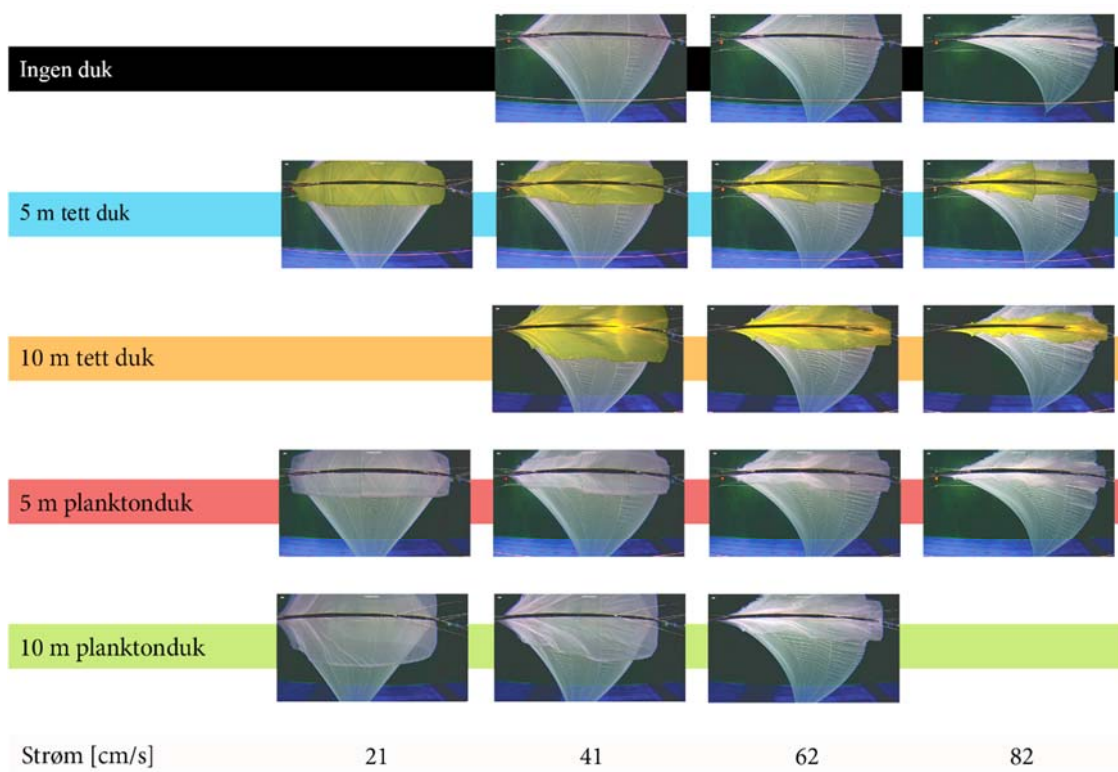 Ingen duk
5 m tett duk
10 m tett duk
5 m planktonduk
10 m planktonduk
Strøm [cm/s] 21 41 62 82